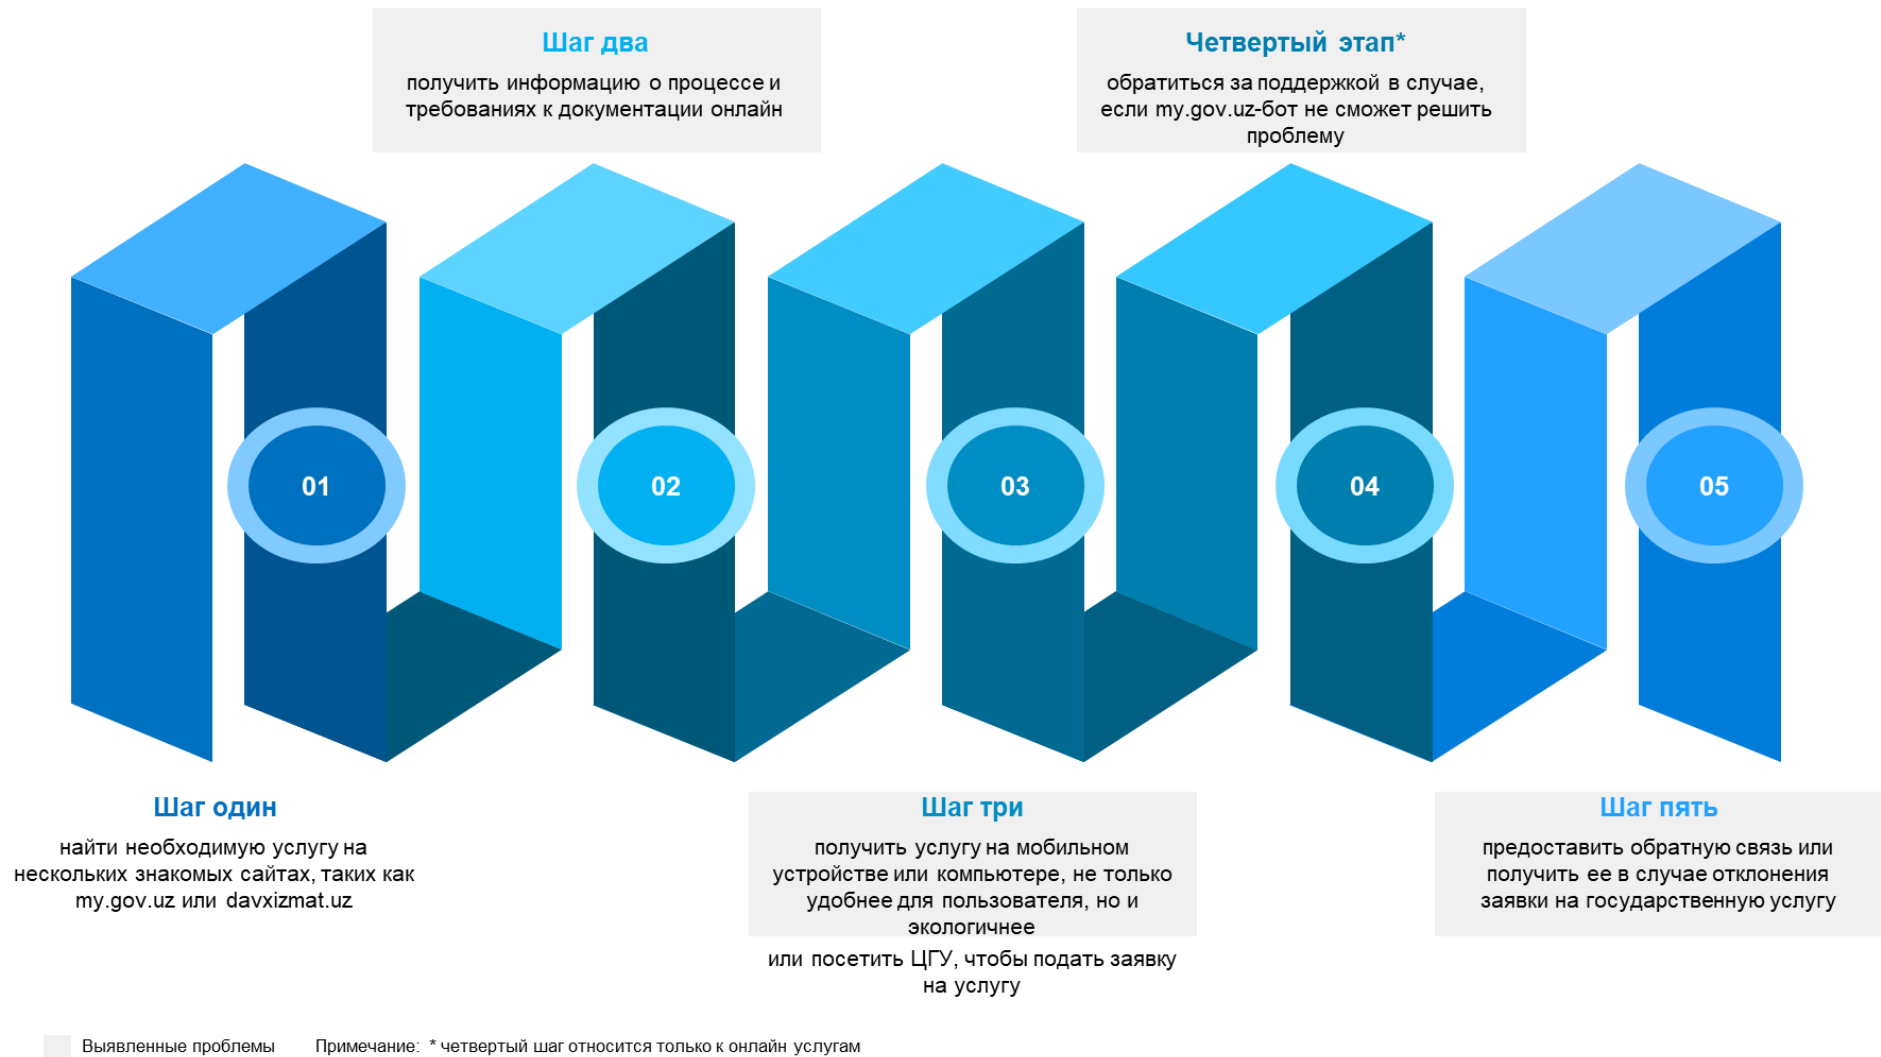 Шаг два
получить информацию о процессе и
требованиях к документации онлайн
Четвертый этап*
обратиться за поддержкой в случае,
если my.gov.uz-бот не сможет решить
проблему
01
02
03
04
05
Шаг один
найти необходимую услугу на
нескольких знакомых сайтах, таких как
my.gov.uz или davxizmat.uz
Шаг три
получить услугу на мобильном
устройстве или компьютере, не только
удобнее для пользователя, но и
экологичнее
или посетить ЦГУ, чтобы подать заявку
на услугу
Шаг пять
предоставить обратную связь или
получить ее в случае отклонения
заявки на государственную услугу
Выявленные проблемы
Примечание: * четвертый шаг относится только к онлайн услугам